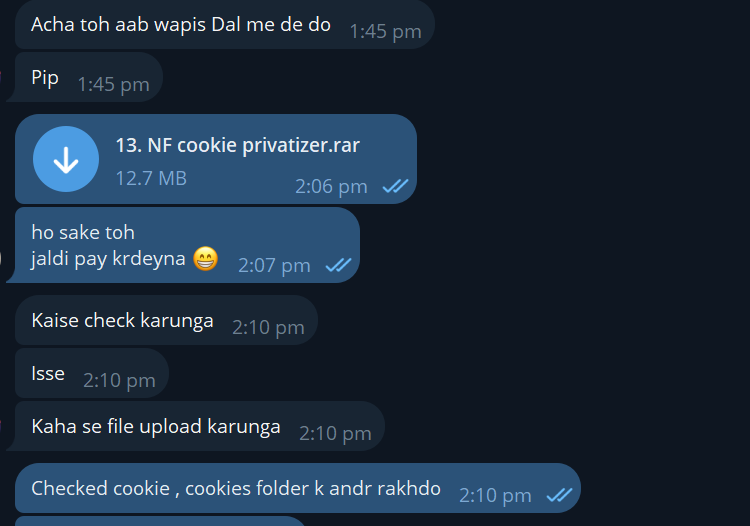 Acha toh aab wapis Dal me de do 1:45 pm
Pip 1:45 pm
13. NF cookie privatizer.rar
12.7 MB 2:06 pm
ho sake toh
jaldi pay krdeyna 😁 2:07 pm
Kaise check karunga 2:10 pm
Isse 2:10 pm
Kaha se file upload karunga 2:10 pm
Checked cookie , cookies folder k andr rakhdo 2:10 pm